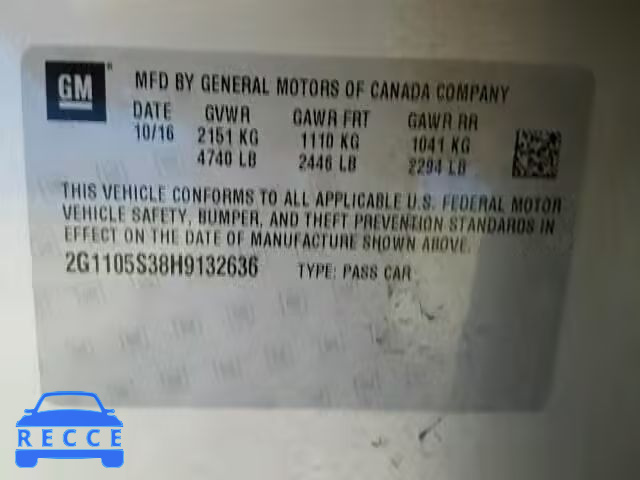 GM
MFD BY GENERAL MOTORS OF CANADA COMPANY
DATE GVWR GAWR FRT GAWR RR
10/16 2151 KG 1110 KG 1041 KG
4740 LB 2446 LB 2294 LB
THIS VEHICLE CONFORMS TO ALL APPLICABLE U.S. FEDERAL MOTOR
VEHICLE SAFETY, BUMPER, AND THEFT PREVENTION STANDARDS IN
EFFECT ON THE DATE OF MANUFACTURE SHOWN ABOVE.
2G1105S38H9132636 TYPE: PASS CAR
RECCE